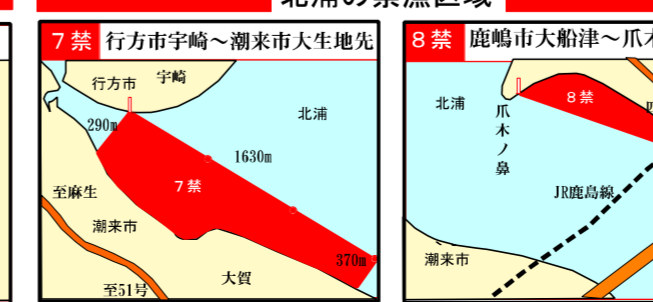 北浦の禁漁区域
7禁 行方市宇崎～潮来市大生地先
行方市
宇崎
290m
北浦
1630m
7禁
至麻生
潮来市
370m
大賀
至51号
8禁 鹿嶋市大船津～爪木
北浦
8禁
爪木ノ鼻
JR鹿島線
潮来市